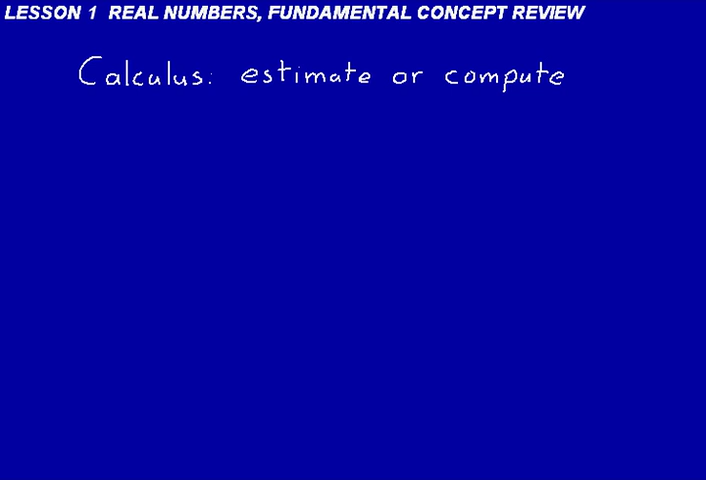 LESSON 1 REAL NUMBERS, FUNDAMENTAL CONCEPT REVIEW
Calculus: estimate or compute